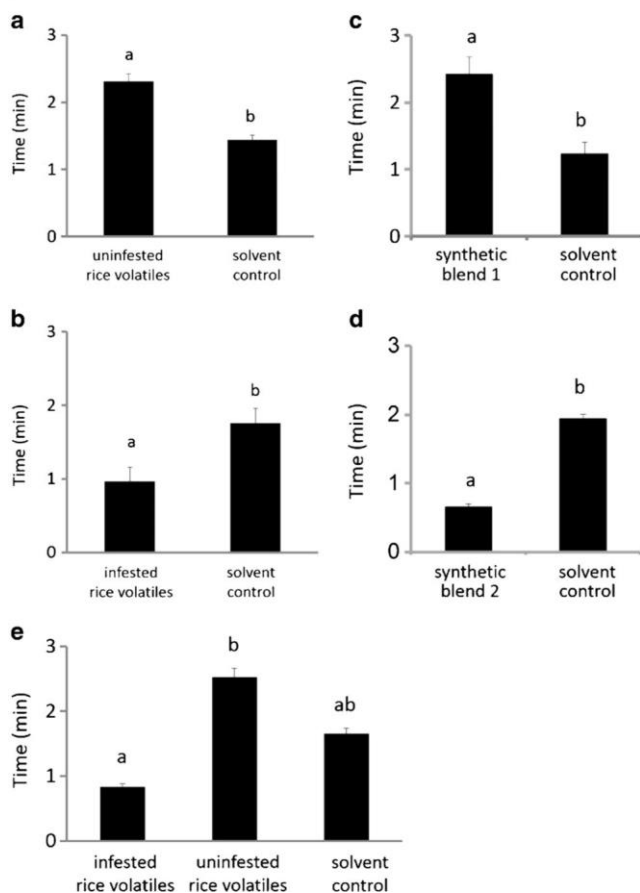 a
3
2
1
0
Time (min)
a
b
uninfested
rice volatiles
solvent
control
c
3
2
1
0
Time (min)
a
b
synthetic
blend 1
solvent
control
b
3
2
1
0
Time (min)
a
b
infested
rice volatiles
solvent
control
d
3
2
1
0
Time (min)
a
b
synthetic
blend 2
solvent
control
e
3
2
1
0
Time (min)
a
b
ab
infested
rice volatiles
uninfested
rice volatiles
solvent
control